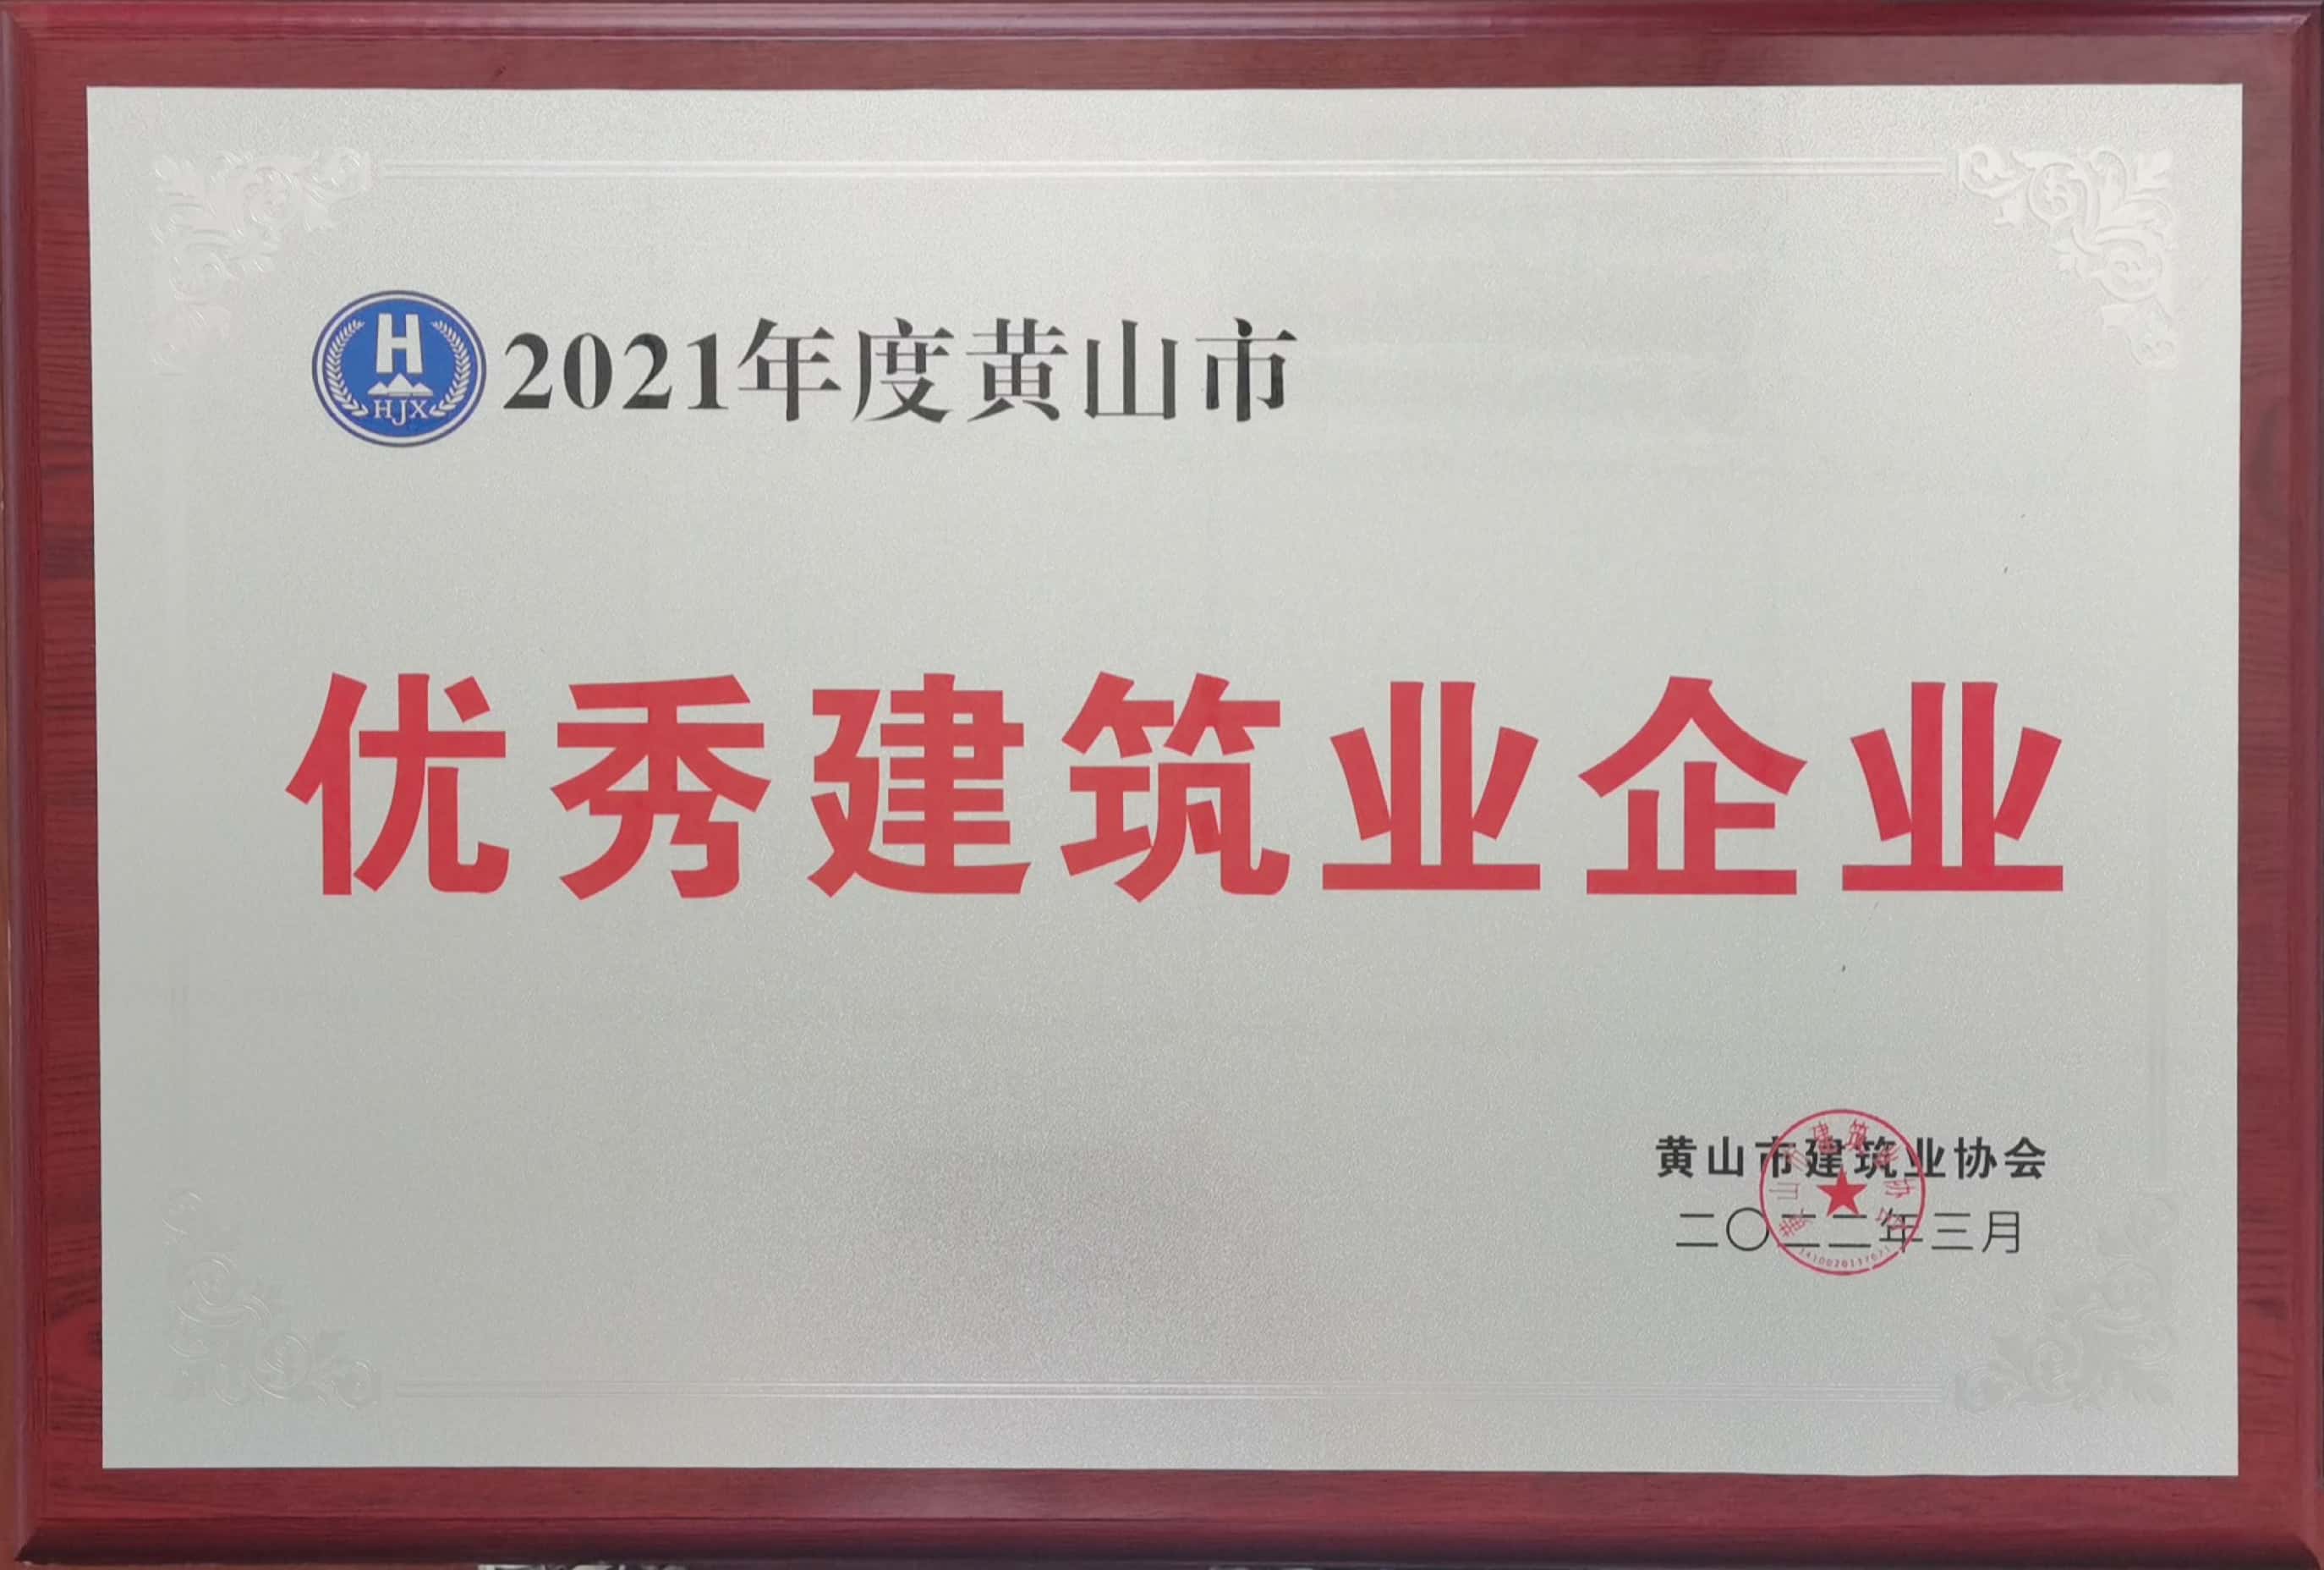 H
HJX
2021年度黄山市
优秀建筑业企业
黄山市建筑业协会
二〇二二年三月